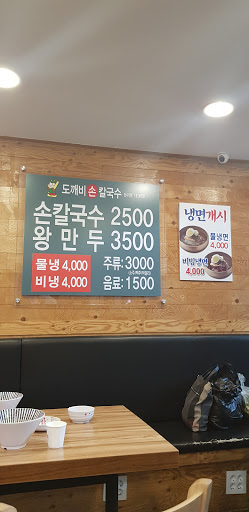 도깨비 손 칼국수
손칼국수 2500
왕만두 3500
물냉 4,000
비냉 4,000
주류:3000
음료:1500
냉면개시
물냉면
4,000
비빔냉면
4,000